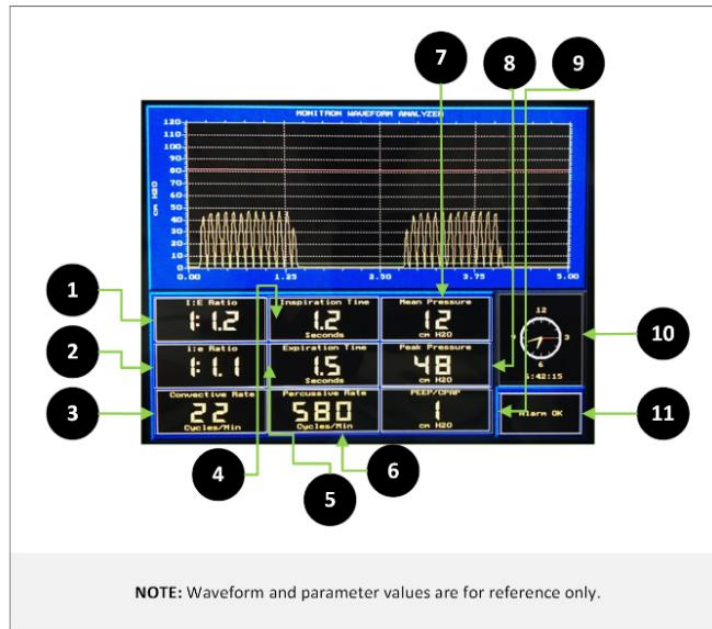 7
8
9
MONITRON WAVEFORM ANALYZER
120
110
100
90
80
70
60
50
40
30
20
10
0
cm H2O
0.00 1.25 2.50 3.75 5.00
1
I:E Ratio
1:1.2
Inspiration Time
1.2
Seconds
Mean Pressure
12
cm H2O
12
3
6
10
2
i:e Ratio
1:1.1
Expiration Time
1.5
Seconds
Peak Pressure
48
cm H2O
:42:15
3
Convective Rate
22
Cycles/Min
Percussive Rate
580
Cycles/Min
PEEP/CPAP
1
cm H2O
Alarm OK
11
4
5
6
NOTE: Waveform and parameter values are for reference only.